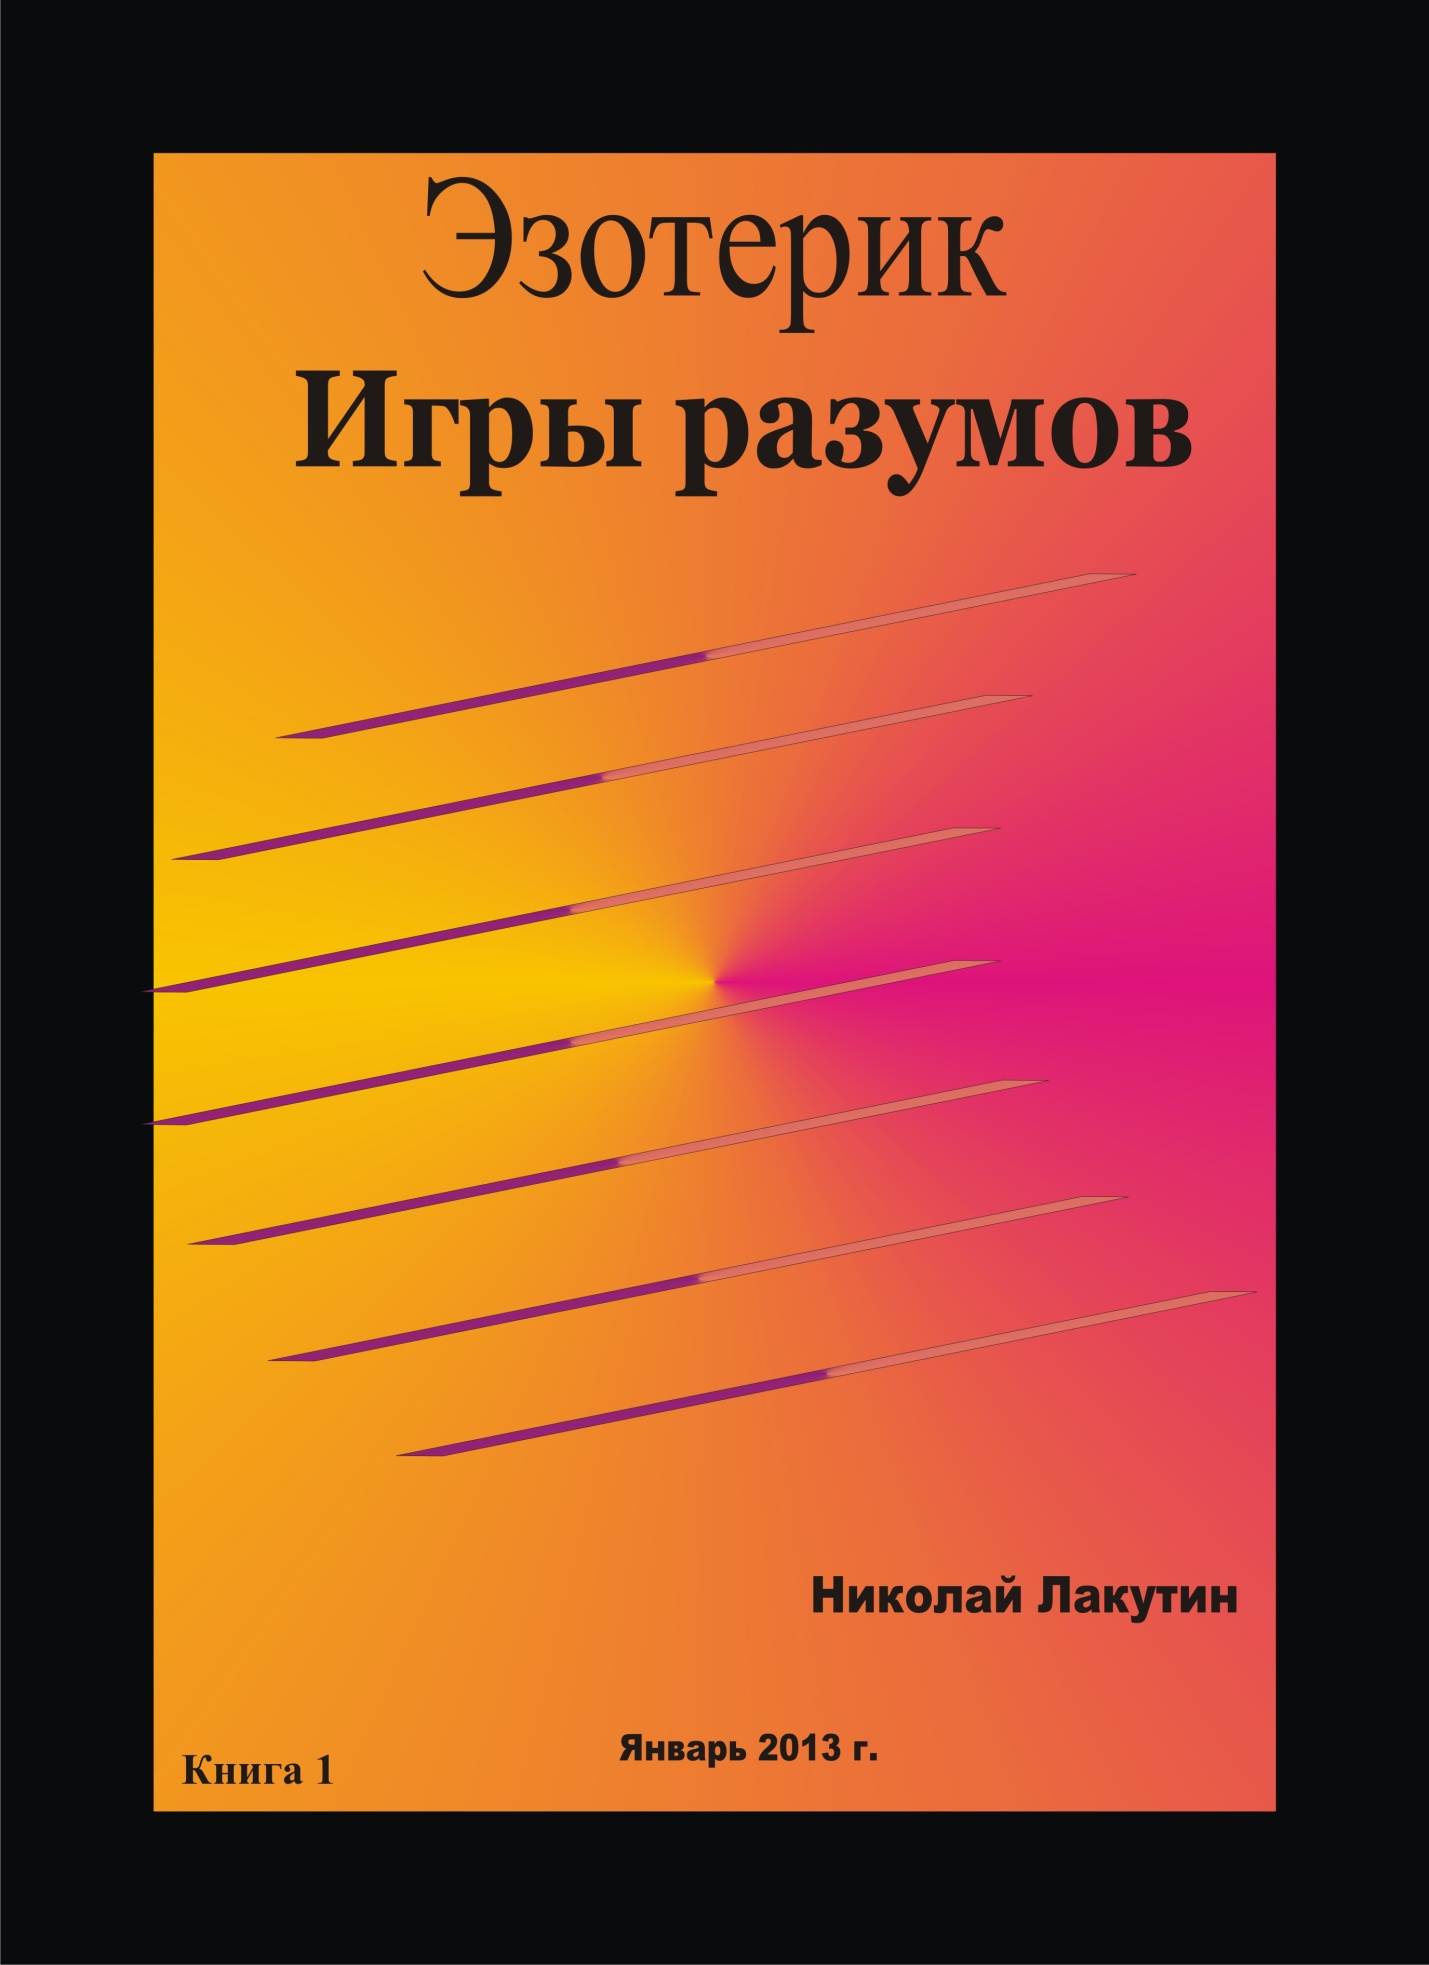 Эзотерик
Игры разумов
Николай Лакутин
Январь 2013 г.
Книга 1